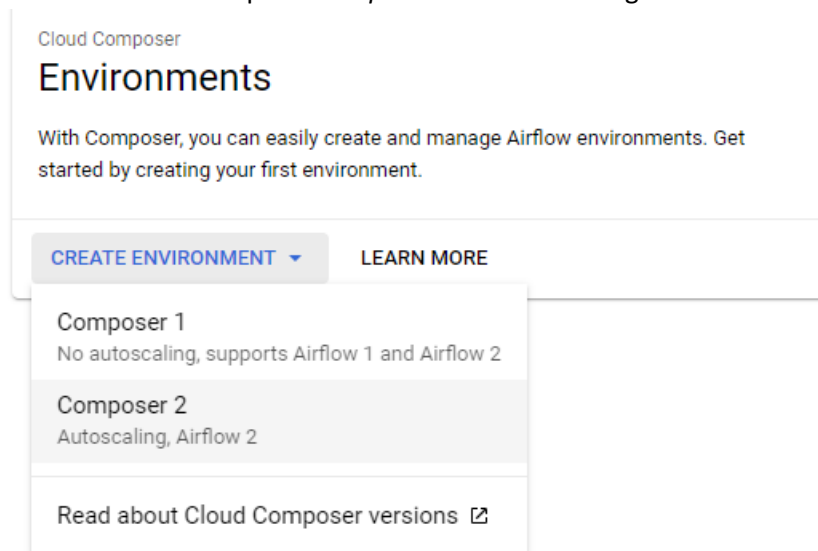 Cloud Composer
Environments
With Composer, you can easily create and manage Airflow environments. Get
started by creating your first environment.
CREATE ENVIRONMENT
LEARN MORE
Composer 1
No autoscaling, supports Airflow 1 and Airflow 2
Composer 2
Autoscaling, Airflow 2
Read about Cloud Composer versions